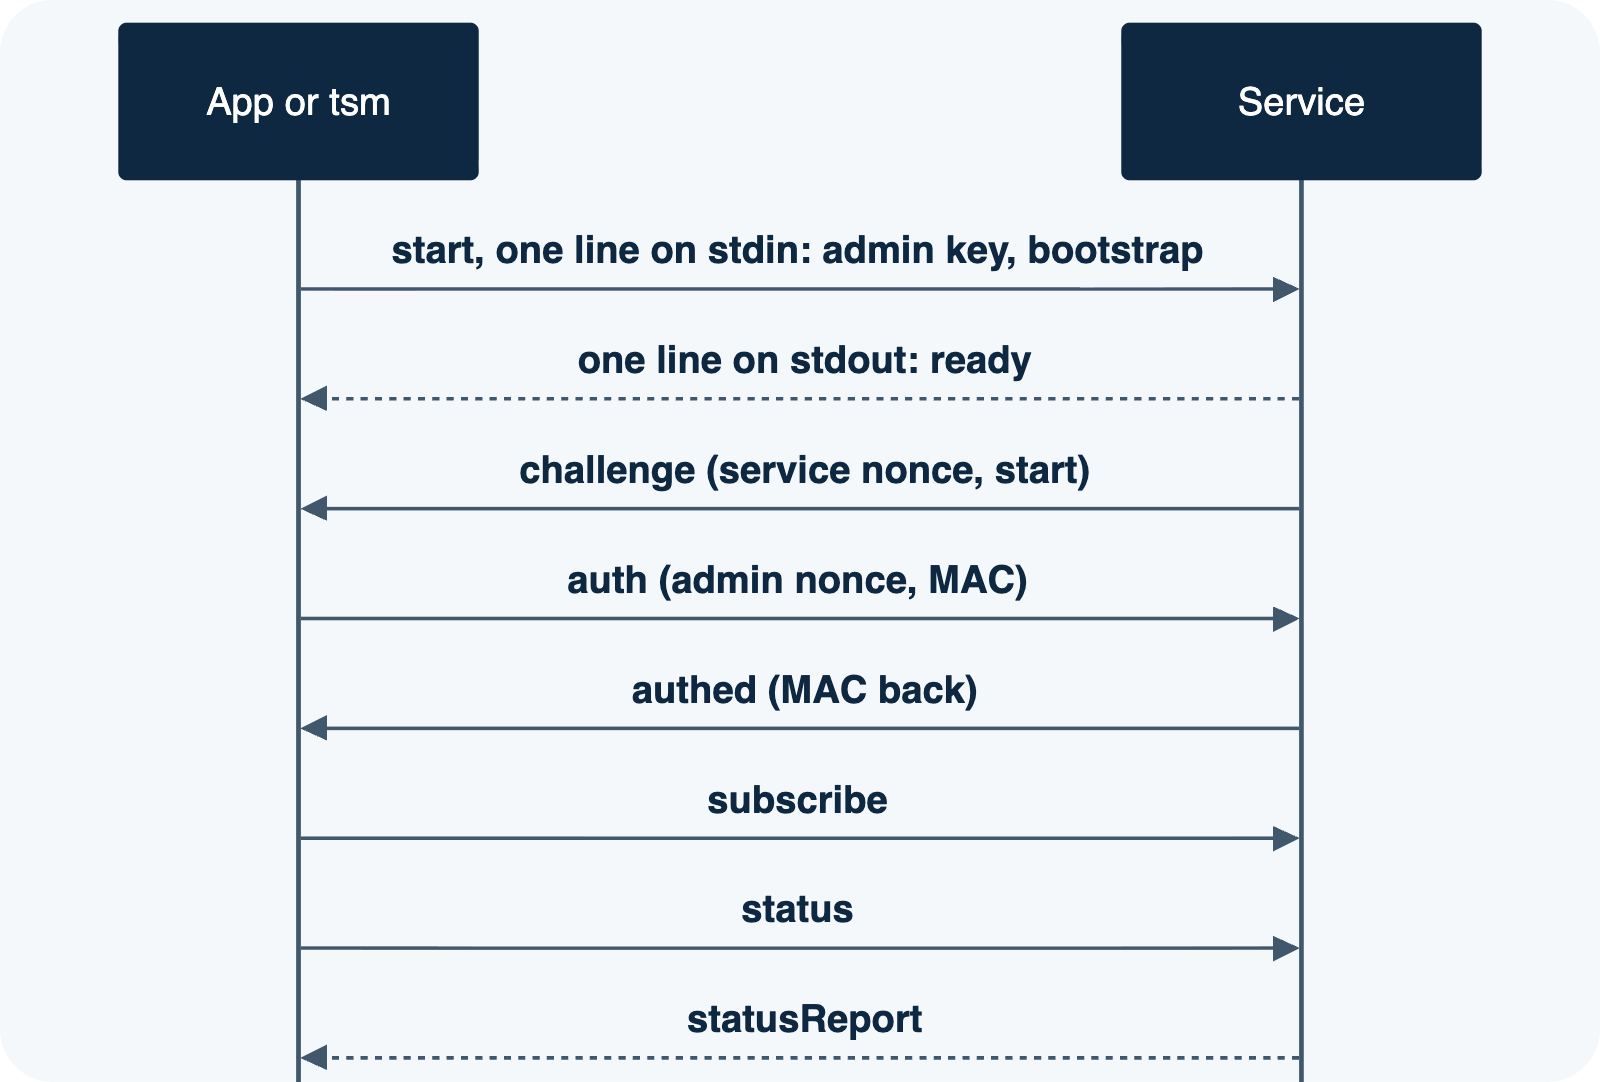 App or tsm
Service
start, one line on stdin: admin key, bootstrap
one line on stdout: ready
challenge (service nonce, start)
auth (admin nonce, MAC)
authed (MAC back)
subscribe
status
statusReport